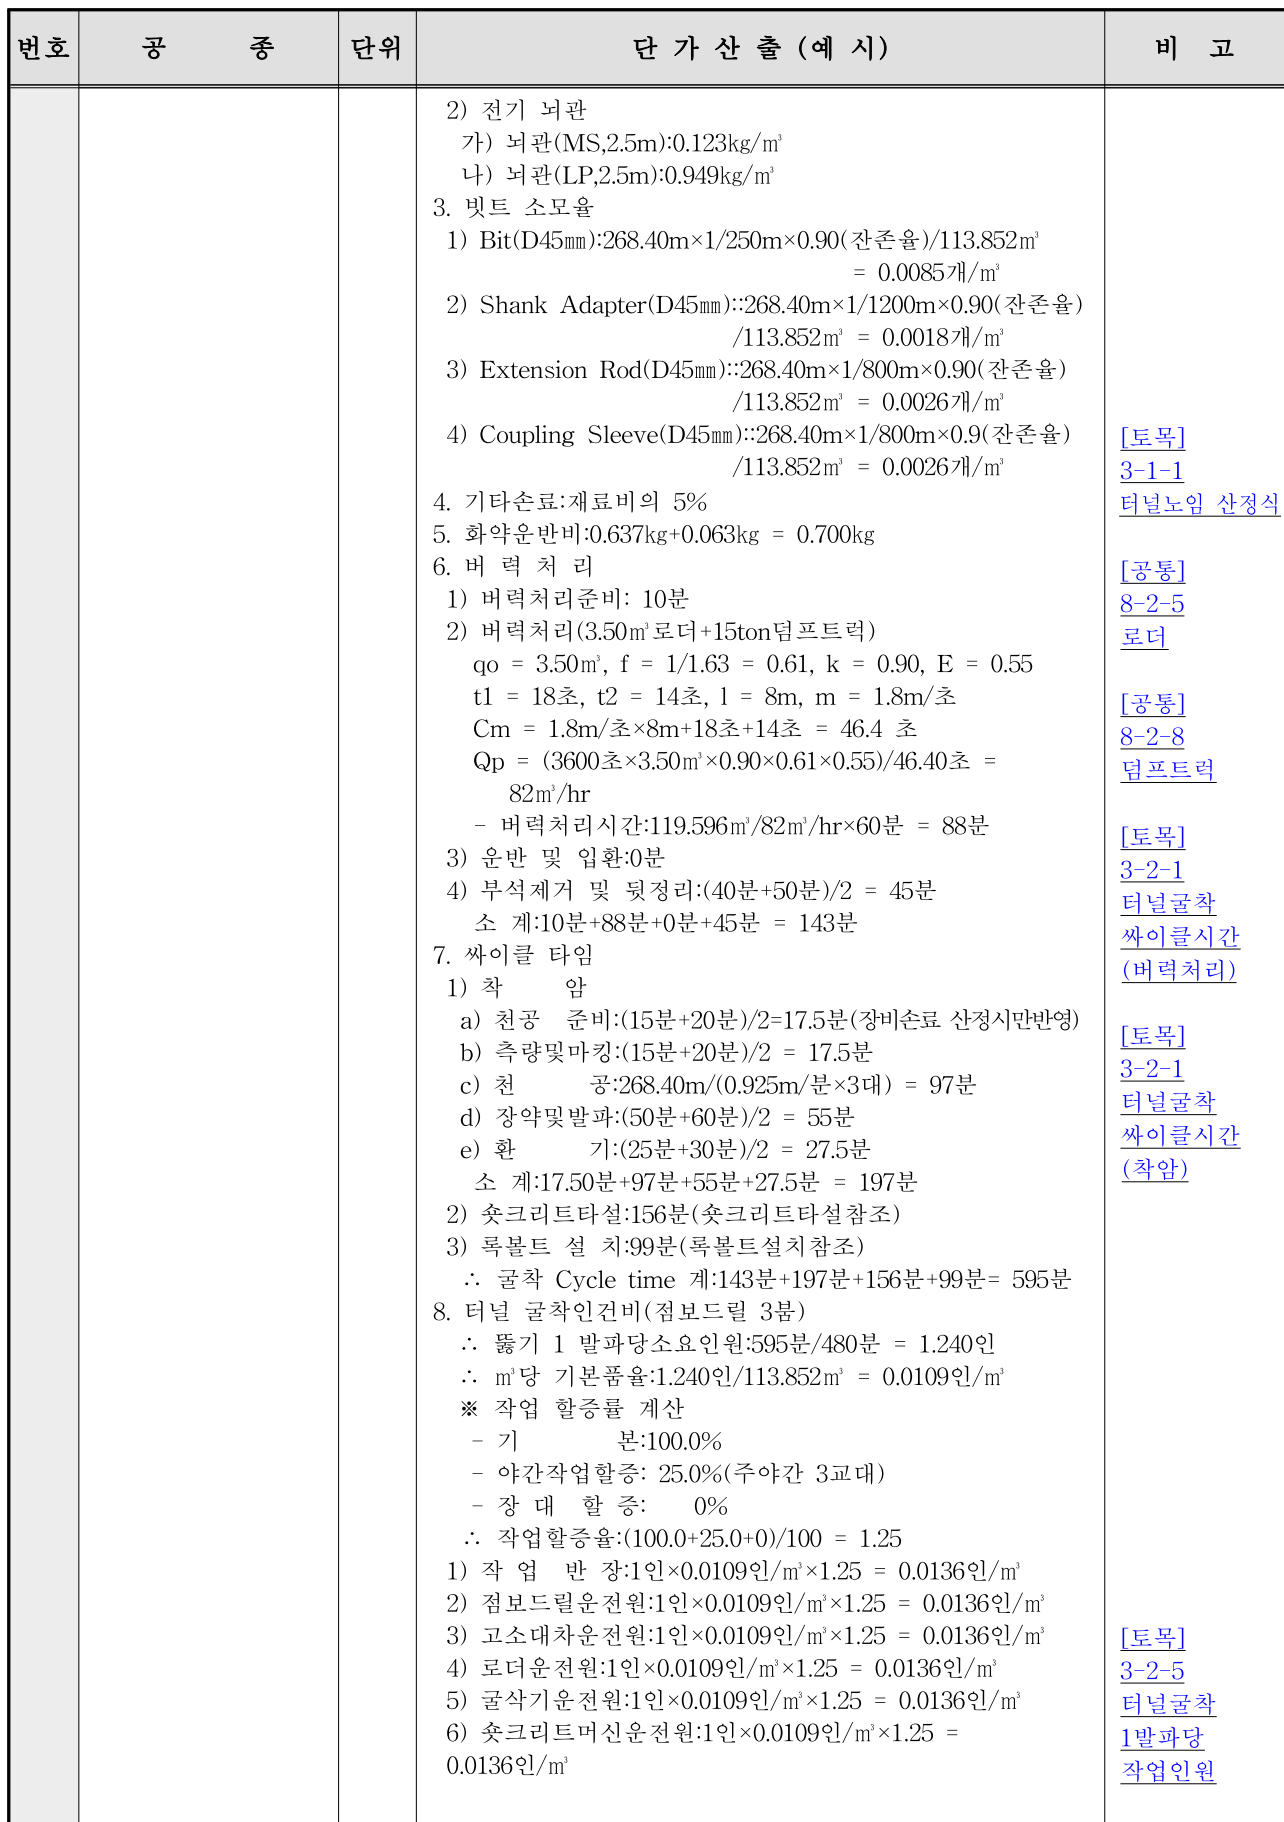 번호 공 종 단위 단 가 산 출 (예 시) 비 고
2) 전기 뇌관
가) 뇌관(MS,2.5m):0.123kg/㎥
나) 뇌관(LP,2.5m):0.949kg/㎥
3. 빗트 소모율
1) Bit(D45㎜):268.40m×1/250m×0.90(잔존율)/113.852㎥
= 0.0085개/㎥
2) Shank Adapter(D45㎜)::268.40m×1/1200m×0.90(잔존율)
/113.852㎥ = 0.0018개/㎥
3) Extension Rod(D45㎜)::268.40m×1/800m×0.90(잔존율)
/113.852㎥ = 0.0026개/㎥
4) Coupling Sleeve(D45㎜)::268.40m×1/800m×0.9(잔존율)
/113.852㎥ = 0.0026개/㎥
4. 기타손료:재료비의 5%
5. 화약운반비:0.637kg+0.063kg = 0.700kg
6. 버 력 처 리
1) 버력처리준비: 10분
2) 버력처리(3.50㎥로더+15ton덤프트럭)
qo = 3.50㎥, f = 1/1.63 = 0.61, k = 0.90, E = 0.55
t1 = 18초, t2 = 14초, l = 8m, m = 1.8m/초
Cm = 1.8m/초×8m+18초+14초 = 46.4 초
Qp = (3600초×3.50㎥×0.90×0.61×0.55)/46.40초 =
82㎥/hr
- 버력처리시간:119.596㎥/82㎥/hr×60분 = 88분
3) 운반 및 입환:0분
4) 부석제거 및 뒷정리:(40분+50분)/2 = 45분
소 계:10분+88분+0분+45분 = 143분
7. 싸이클 타임
1) 착 암
a) 천공 준비:(15분+20분)/2=17.5분(장비손료 산정시만반영)
b) 측량및마킹:(15분+20분)/2 = 17.5분
c) 천 공:268.40m/(0.925m/분×3대) = 97분
d) 장약및발파:(50분+60분)/2 = 55분
e) 환 기:(25분+30분)/2 = 27.5분
소 계:17.50분+97분+55분+27.5분 = 197분
2) 숏크리트타설:156분(숏크리트타설참조)
3) 록볼트 설 치:99분(록볼트설치참조)
∴ 굴착 Cycle time 계:143분+197분+156분+99분= 595분
8. 터널 굴착인건비(점보드릴 3붐)
∴ 뚫기 1 발파당소요인원:595분/480분 = 1.240인
∴ ㎥당 기본품율:1.240인/113.852㎥ = 0.0109인/㎥
※ 작업 할증률 계산
- 기 본:100.0%
- 야간작업할증: 25.0%(주야간 3교대)
- 장 대 할 증: 0%
∴ 작업할증율:(100.0+25.0+0)/100 = 1.25
1) 작 업 반 장:1인×0.0109인/㎥×1.25 = 0.0136인/㎥
2) 점보드릴운전원:1인×0.0109인/㎥×1.25 = 0.0136인/㎥
3) 고소대차운전원:1인×0.0109인/㎥×1.25 = 0.0136인/㎥
4) 로더운전원:1인×0.0109인/㎥×1.25 = 0.0136인/㎥
5) 굴삭기운전원:1인×0.0109인/㎥×1.25 = 0.0136인/㎥
6) 숏크리트머신운전원:1인×0.0109인/㎥×1.25 =
0.0136인/㎥
[토목]
3-1-1
터널노임 산정식
[공통]
8-2-5
로더
[공통]
8-2-8
덤프트럭
[토목]
3-2-1
터널굴착
싸이클시간
(버력처리)
[토목]
3-2-1
터널굴착
싸이클시간
(착암)
[토목]
3-2-5
터널굴착
1발파당
작업인원